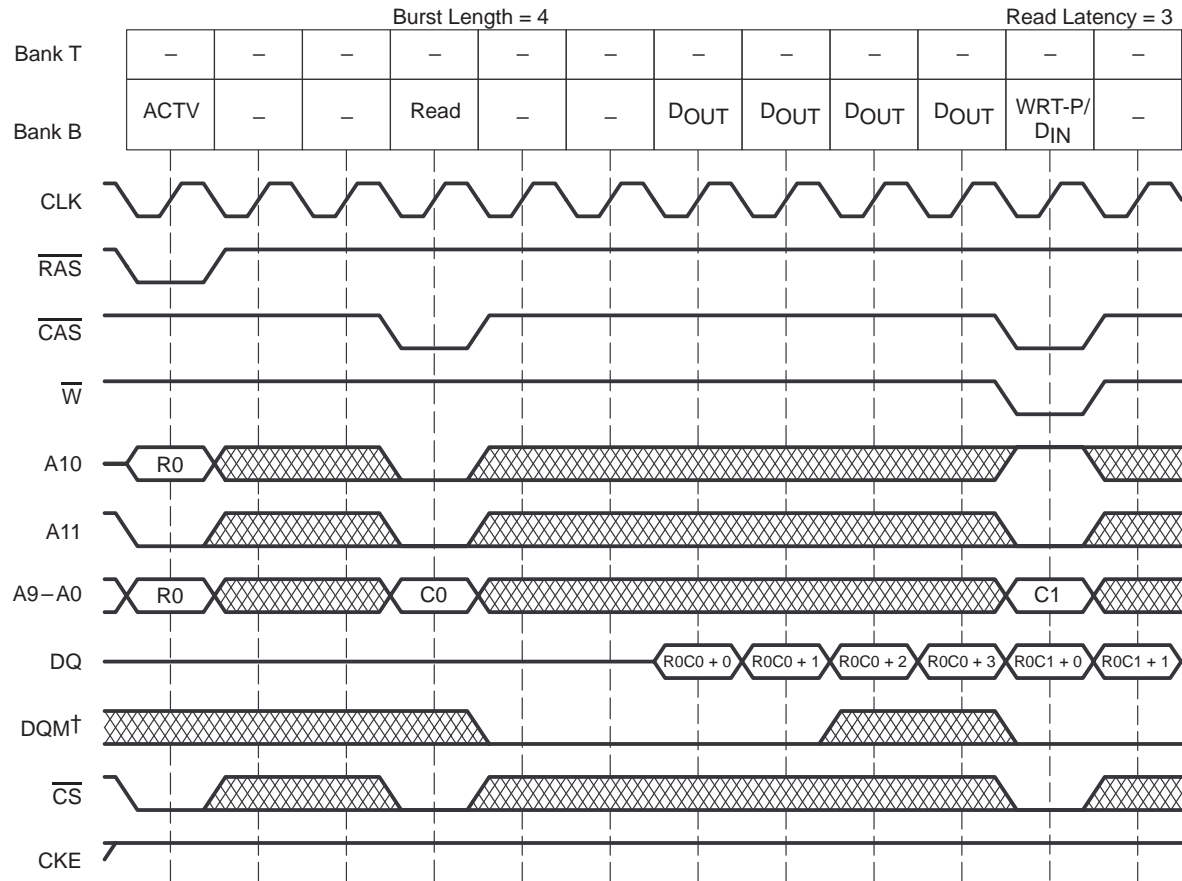 Burst Length = 4 Read Latency = 3
Bank T – – – – – – – – – – – –
Bank B ACTV – – Read – – DOUT DOUT DOUT DOUT WRT-P/ DIN –
CLK
RAS
CAS
W
A10 R0
A11
A9–A0 R0 C0 C1
DQ R0C0 + 0 R0C0 + 1 R0C0 + 2 R0C0 + 3 R0C1 + 0 R0C1 + 1
DQM†
CS
CKE